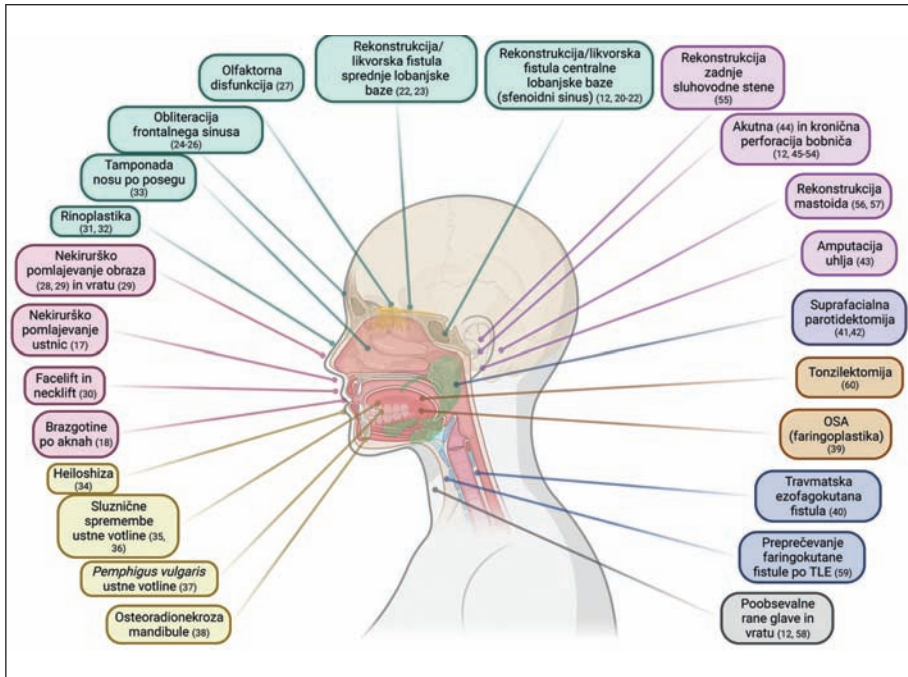 Olfaktorna
disfunkcija (27)
Rekonstrukcija/
likvorska fistula
sprednje lobanjske
baze (22, 23)
Rekonstrukcija/likvorska
fistula centralne
lobanjske baze
(sfenoidni sinus) (12, 20-22)
Rekonstrukcija
zadnje
sluhovodne stene
(55)
Obliteracija
frontalnega sinusa
(24-26)
Akutna (44) in kronična
perforacija bobniča
(12, 45-54)
Tamponada
nosu po posegu
(33)
Rekonstrukcija
mastoida (56, 57)
Rinoplastika
(31, 32)
Amputacija
uhlja (43)
Nekirurško
pomlajevanje obraza
(28, 29) in vratu (29)
Suprafacialna
parotidektomija
(41,42)
Nekirurško
pomlajevanje
ustnic (17)
Tonzilektomija
(60)
Facelift in
necklift (30)
OSA
(faringoplastika)
(39)
Brazgotine
po aknah (18)
Heiloshiza
(34)
Travmatska
ezofagokutana
fistula (40)
Sluznične
spremembe
ustne votline (35,
36)
Preprečevanje
faringokutane
fistule po TLE (59)
Pemphigus vulgaris
ustne votline (37)
Osteoradionekroza
mandibule (38)
Poobsevalne
rane glave in
vratu (12, 58)